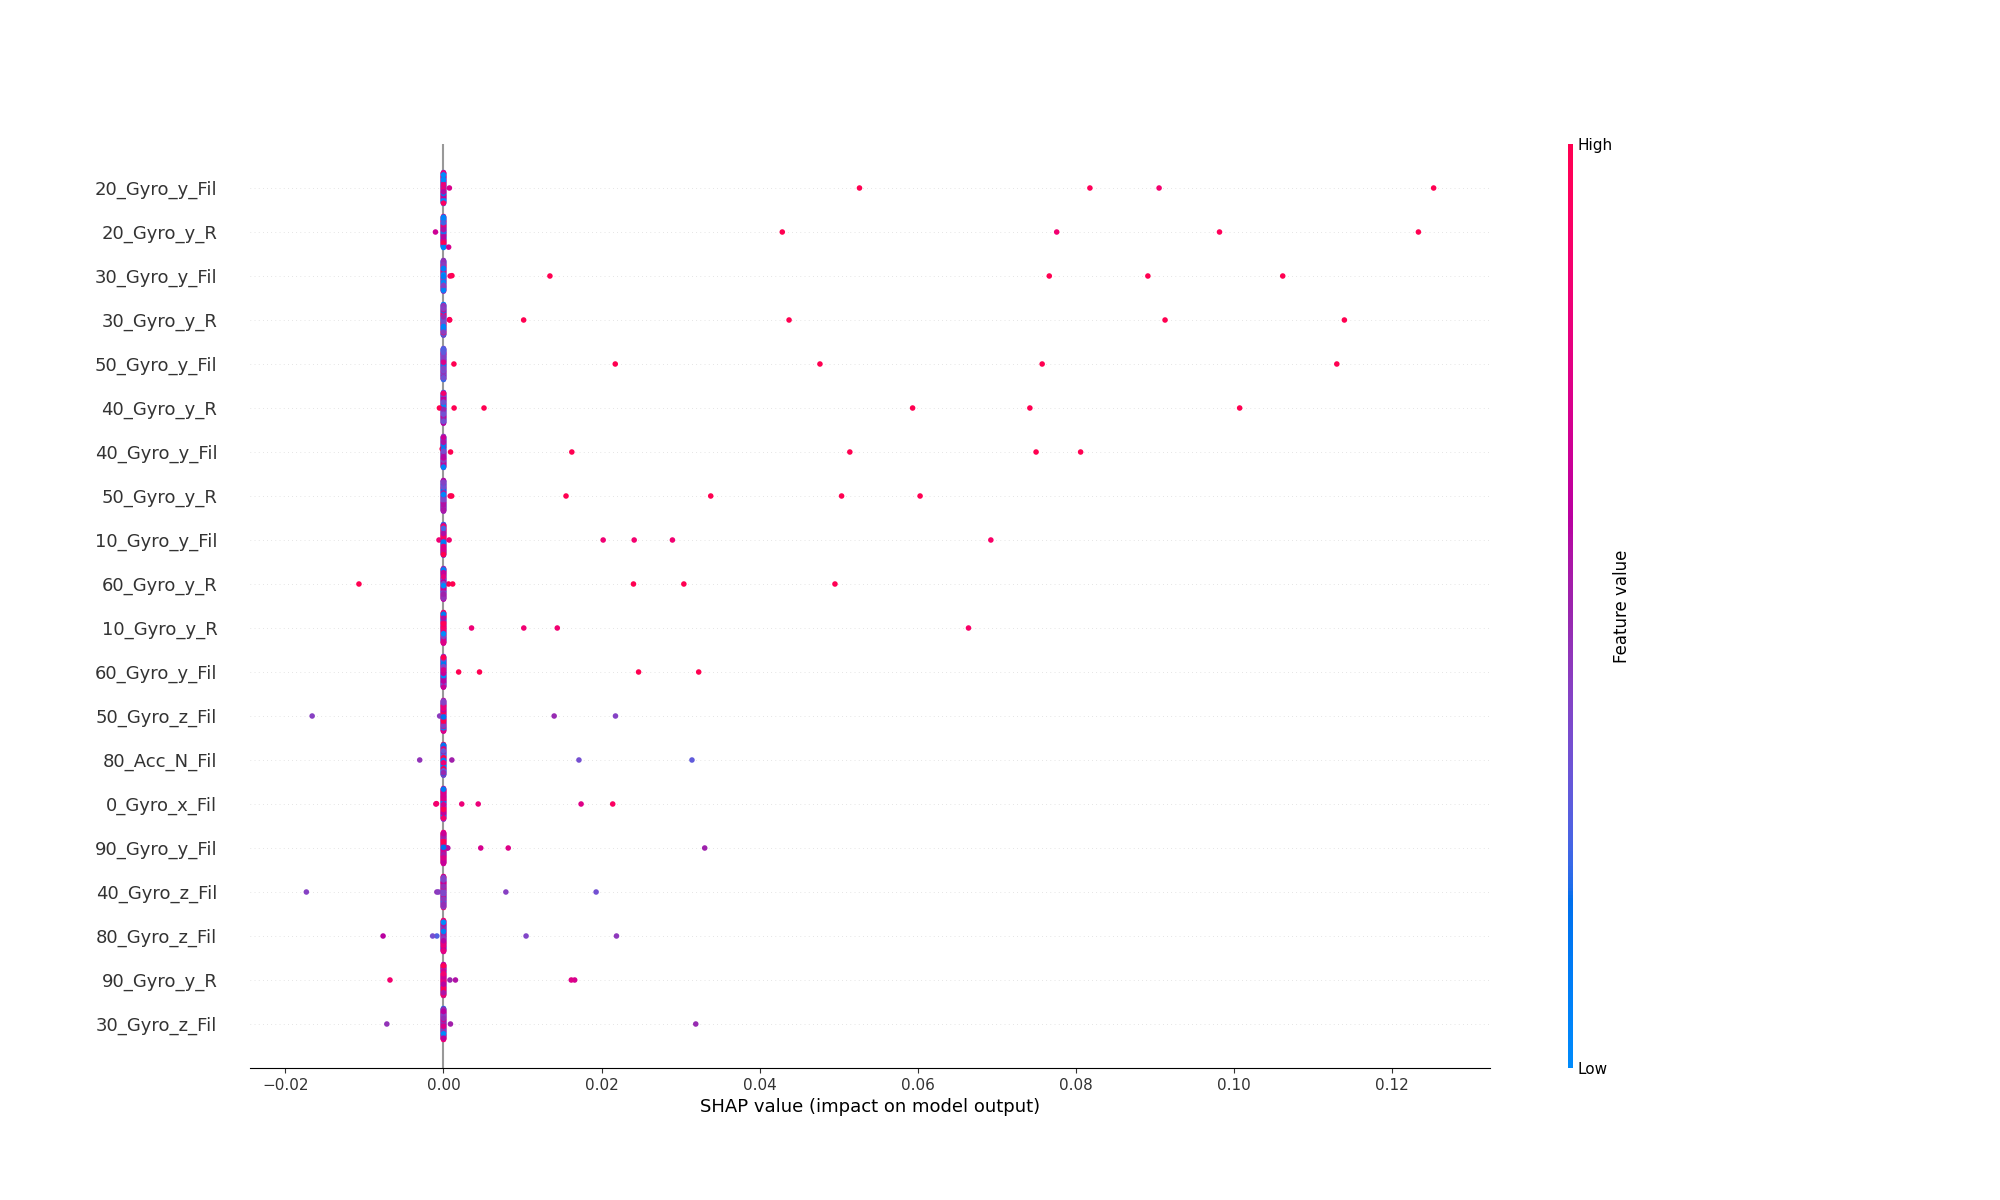 High
20_Gyro_y_Fil
20_Gyro_y_R
30_Gyro_y_Fil
30_Gyro_y_R
50_Gyro_y_Fil
40_Gyro_y_R
40_Gyro_y_Fil
50_Gyro_y_R
10_Gyro_y_Fil
60_Gyro_y_R
10_Gyro_y_R
60_Gyro_y_Fil
50_Gyro_z_Fil
80_Acc_N_Fil
0_Gyro_x_Fil
90_Gyro_y_Fil
40_Gyro_z_Fil
80_Gyro_z_Fil
90_Gyro_y_R
30_Gyro_z_Fil
Feature value
Low
−0.02 0.00 0.02 0.04 0.06 0.08 0.10 0.12
SHAP value (impact on model output)